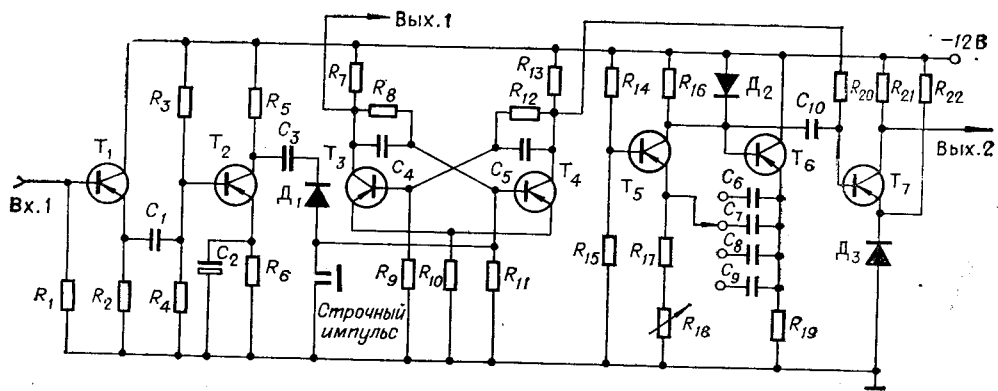 Вых.1
−12В
R7
R8
R13
R12
R14
R16
Д2
C10
R20
R21
R22
R3
R5
C3
T1
T2
T3
C4
C5
T4
T5
T6
T7
Вых.2
Вх.1
Д1
C1
C2
R6
C6
C7
C8
C9
Д3
R1
R2
R4
R9
R10
R11
R15
R17
R18
R19
Строчный
импульс